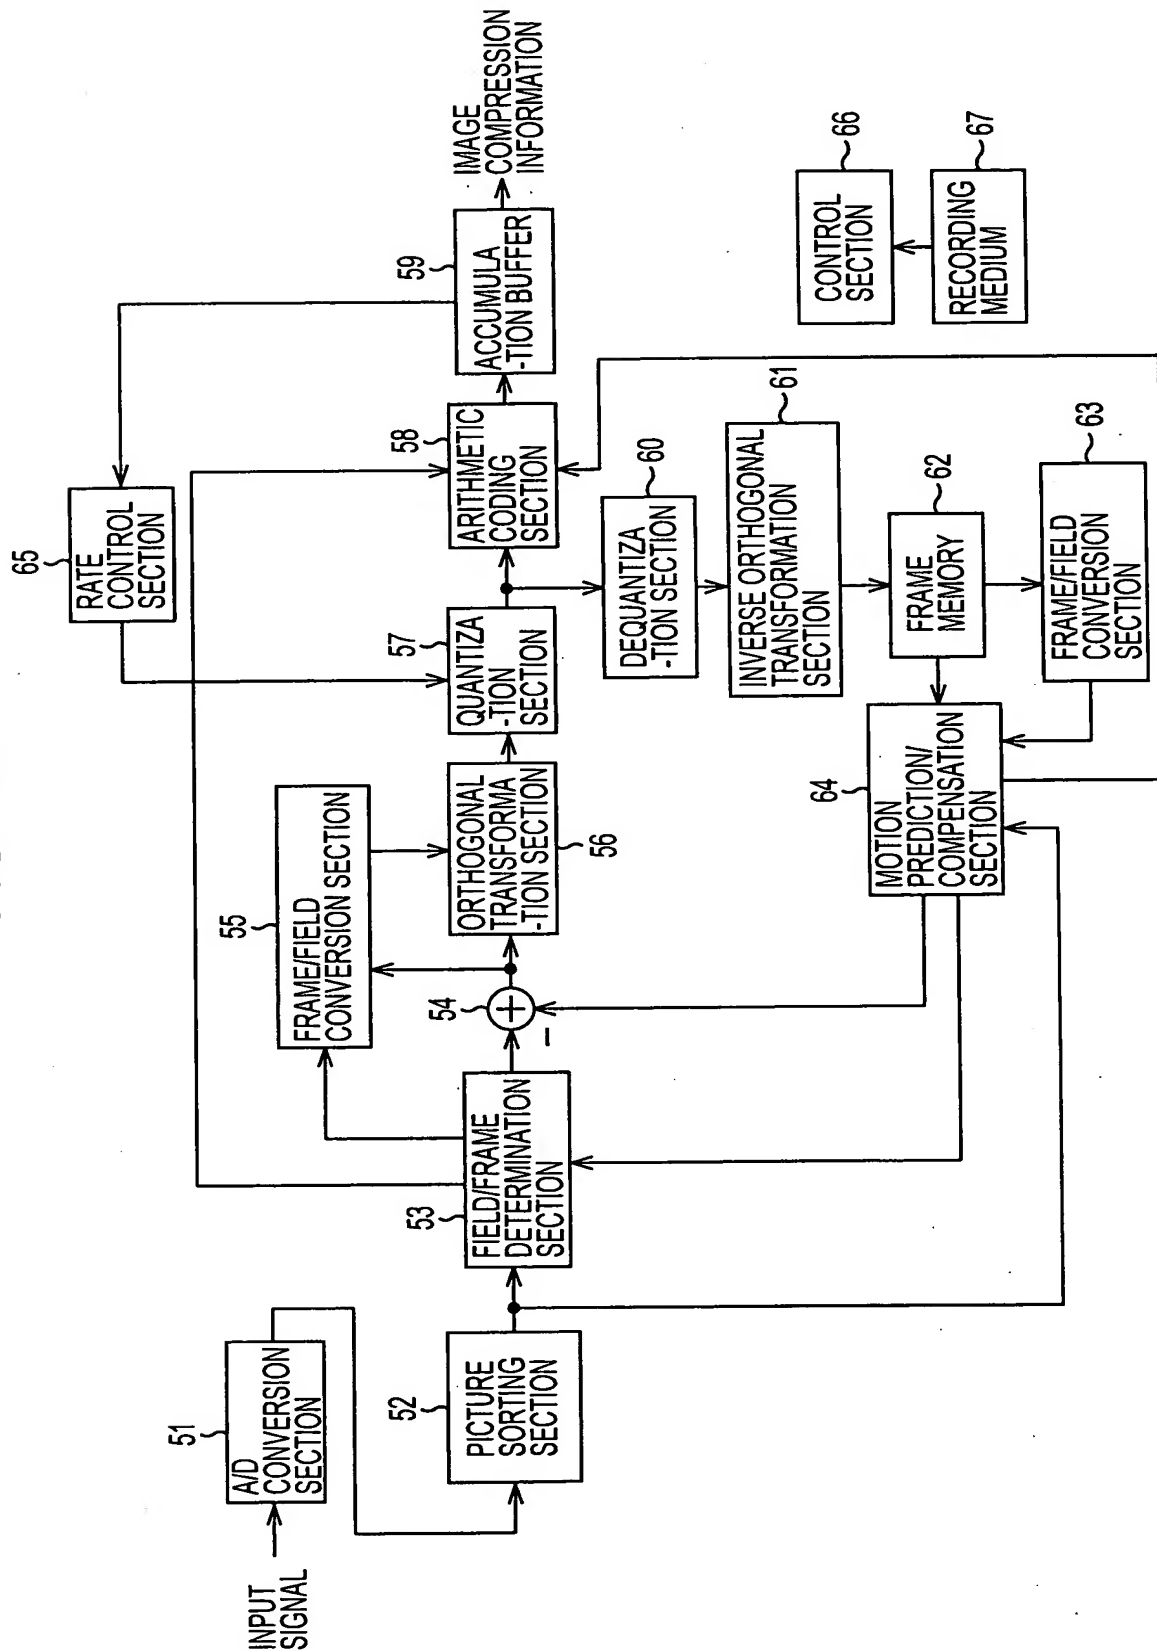 INPUT
SIGNAL
51
A/D
CONVERSION
SECTION
52
PICTURE
SORTING
SECTION
53
FIELD/FRAME
DETERMINATION
SECTION
54
+
−
55
FRAME/FIELD
CONVERSION SECTION
ORTHOGONAL
TRANSFORMA
-TION SECTION
56
57
QUANTIZA
-TION
SECTION
65
RATE
CONTROL
SECTION
58
ARITHMETIC
CODING
SECTION
59
ACCUMULA
-TION BUFFER
IMAGE
COMPRESSION
INFORMATION
60
DEQUANTIZA
-TION SECTION
61
INVERSE ORTHOGONAL
TRANSFORMATION
SECTION
62
FRAME
MEMORY
63
FRAME/FIELD
CONVERSION
SECTION
64
MOTION
PREDICTION/
COMPENSATION
SECTION
66
CONTROL
SECTION
67
RECORDING
MEDIUM